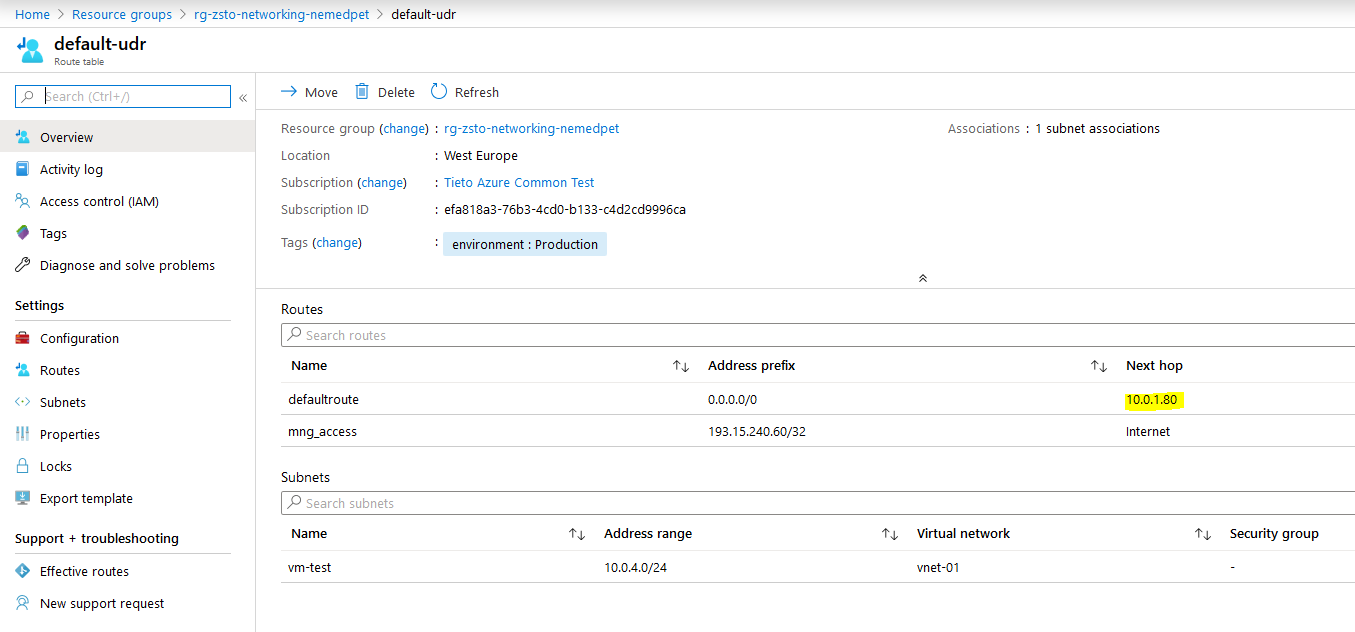 Home > Resource groups > rg-zsto-networking-nemedpet > default-udr
default-udr
Route table
Search (Ctrl+/)
«
Overview
Activity log
Access control (IAM)
Tags
Diagnose and solve problems
Settings
Configuration
Routes
Subnets
Properties
Locks
Export template
Support + troubleshooting
Effective routes
New support request
Move Delete Refresh
Resource group (change) : rg-zsto-networking-nemedpet Associations : 1 subnet associations
Location : West Europe
Subscription (change) : Tieto Azure Common Test
Subscription ID : efa818a3-76b3-4cd0-b133-c4d2cd9996ca
Tags (change) : environment : Production
Routes
Search routes
Name Address prefix Next hop
defaultroute 0.0.0.0/0 10.0.1.80
mng_access 193.15.240.60/32 Internet
Subnets
Search subnets
Name Address range Virtual network Security group
vm-test 10.0.4.0/24 vnet-01 -